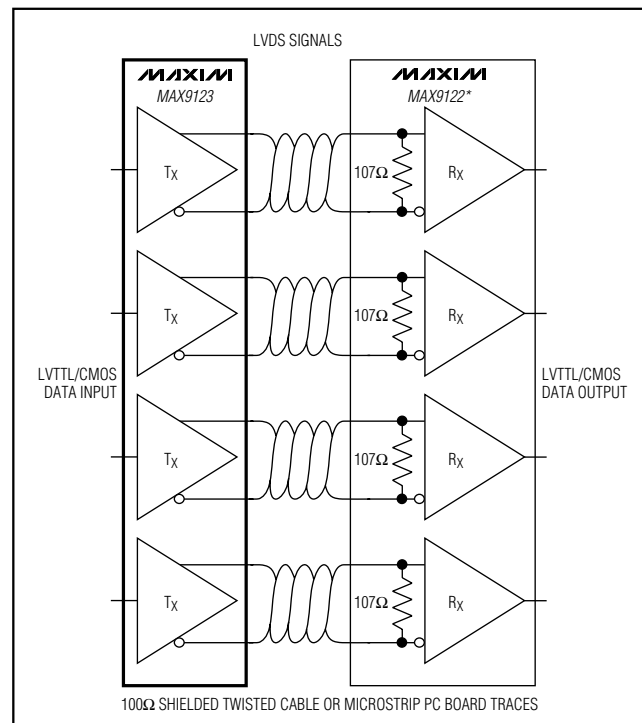 LVDS SIGNALS
MAXIM MAXIM
MAX9123 MAX9122*
TX 107Ω RX
TX 107Ω RX
LVTTL/CMOS
DATA INPUT
LVTTL/CMOS
DATA OUTPUT
TX 107Ω RX
TX 107Ω RX
100Ω SHIELDED TWISTED CABLE OR MICROSTRIP PC BOARD TRACES